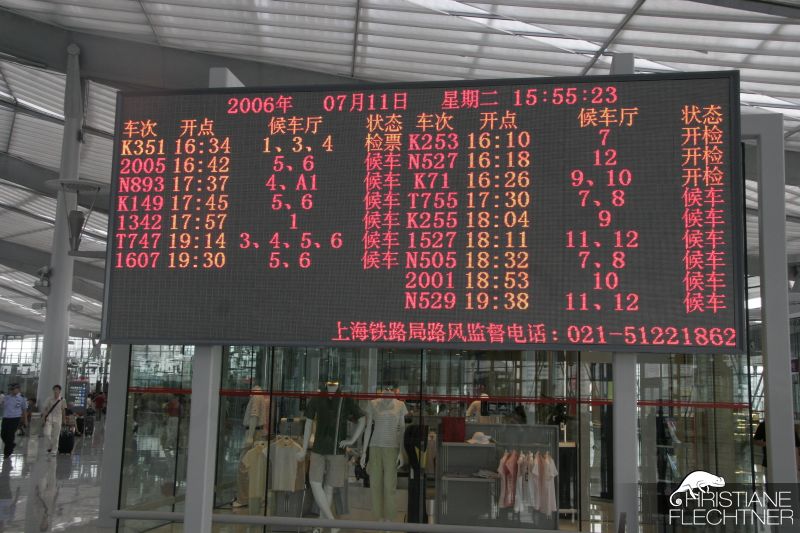 2006年 07月11日 星期二 15:55:23
车次 开点 候车厅 状态
K351 16:34 1、3、4 检票
2005 16:42 5、6 候车
N893 17:37 4、A1 候车
K149 17:45 5、6 候车
1342 17:57 1 候车
T747 19:14 3、4、5、6 候车
1607 19:30 5、6 候车
车次 开点 候车厅 状态
K253 16:10 7 开检
N527 16:18 12 开检
K71 16:26 9、10 开检
T755 17:30 7、8 候车
K255 18:04 9 候车
1527 18:11 11、12 候车
N505 18:32 7、8 候车
2001 18:53 10 候车
N529 19:38 11、12 候车
上海铁路局路风监督电话：021-51221862
CHRISTIANE
FLECHTNER